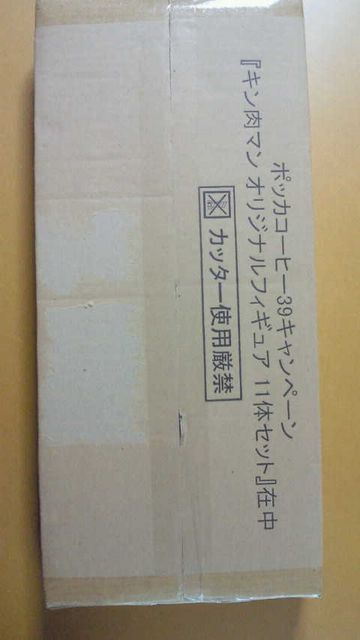 ポッカコーヒー39キャンペーン
『キン肉マン オリジナルフィギュア 11体セット』在中
カッター使用厳禁